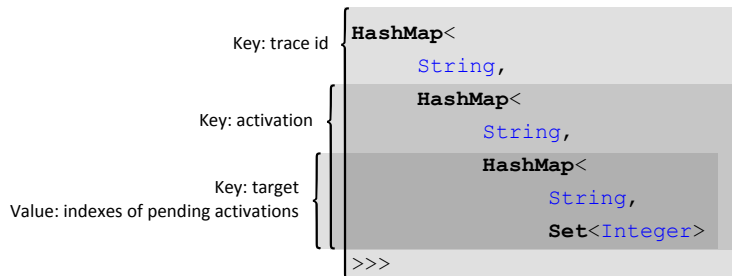 Key: trace id
HashMap<
String,
Key: activation
HashMap<
String,
Key: target
Value: indexes of pending activations
HashMap<
String,
Set<Integer>
>>>